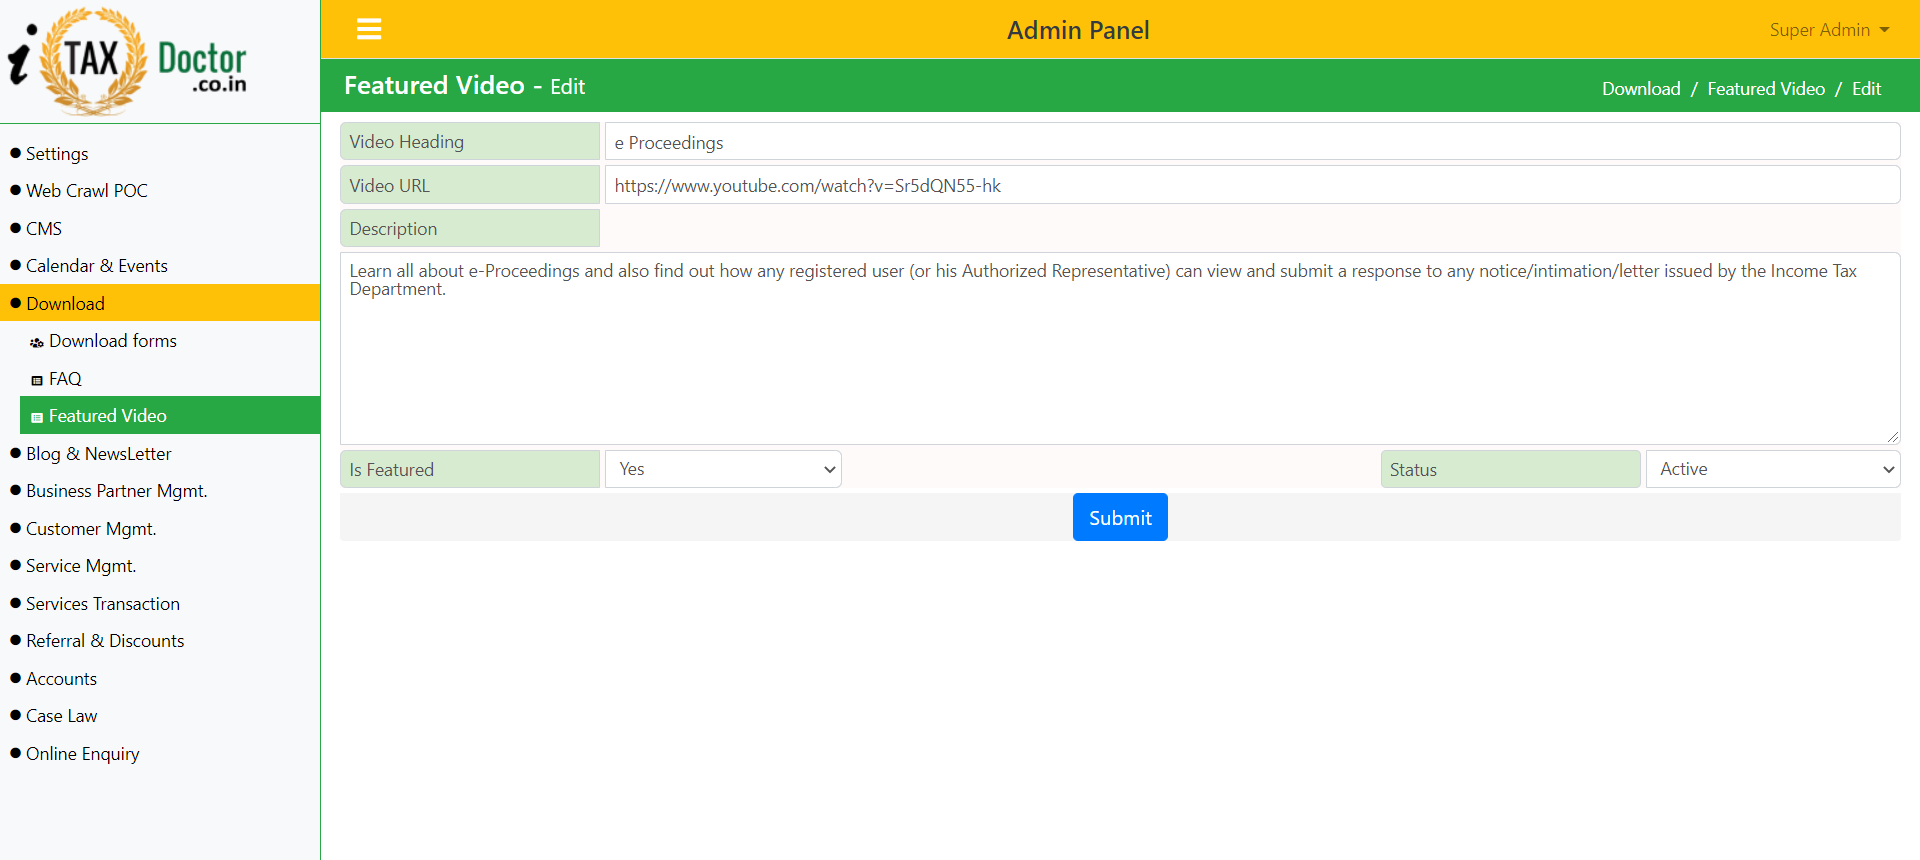 i TAX Doctor
.co.in
Admin Panel
Super Admin
Featured Video - Edit
Download / Featured Video / Edit
Settings
Web Crawl POC
CMS
Calendar & Events
Download
Download forms
FAQ
Featured Video
Blog & NewsLetter
Business Partner Mgmt.
Customer Mgmt.
Service Mgmt.
Services Transaction
Referral & Discounts
Accounts
Case Law
Online Enquiry
Video Heading
e Proceedings
Video URL
https://www.youtube.com/watch?v=Sr5dQN55-hk
Description
Learn all about e-Proceedings and also find out how any registered user (or his Authorized Representative) can view and submit a response to any notice/intimation/letter issued by the Income Tax
Department.
Is Featured
Yes
Status
Active
Submit